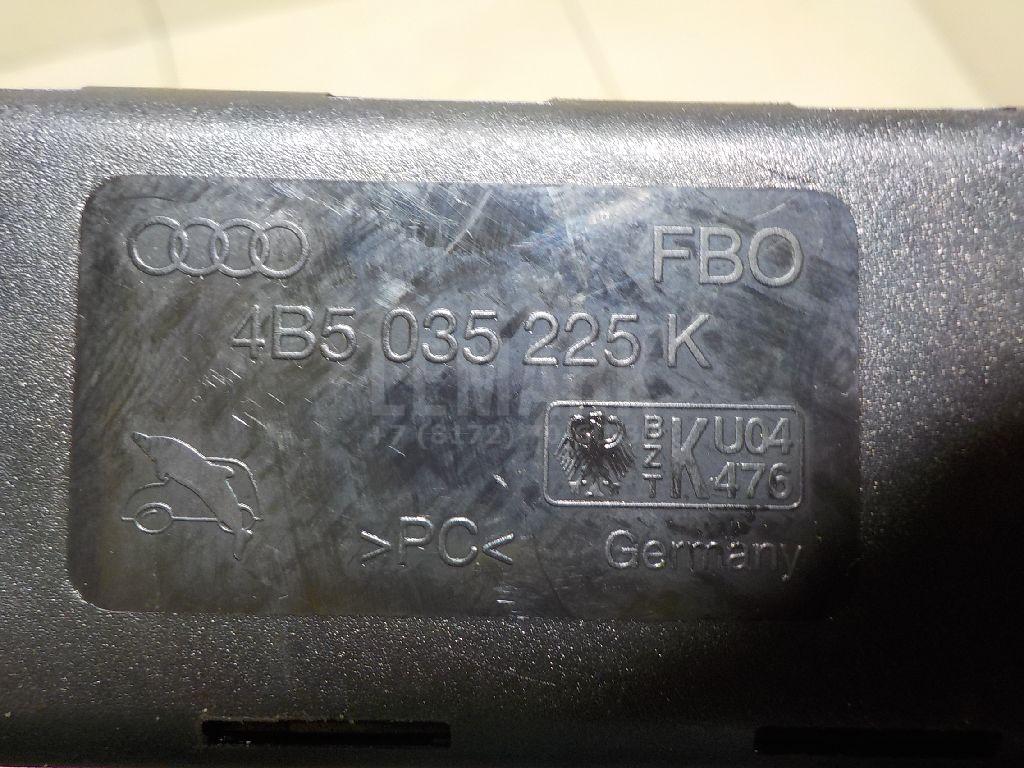 FBO
4B5 035 225 K
BZT K U04 476
>PC<
Germany